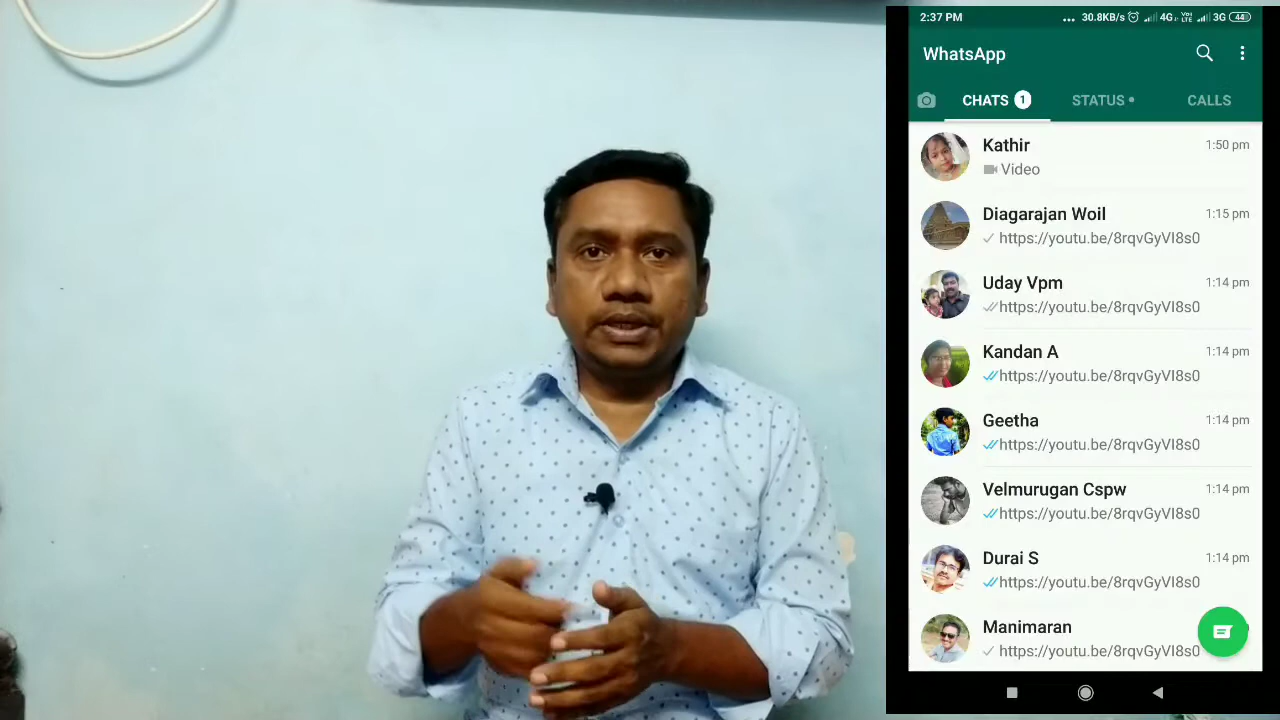 2:37 PM ... 30.8KB/s 4G Vo) LTE 3G 44
WhatsApp
CHATS 1 STATUS CALLS
Kathir 1:50 pm
Video
Diagarajan Woil 1:15 pm
https://youtu.be/8rqvGyVI8s0
Uday Vpm 1:14 pm
https://youtu.be/8rqvGyVI8s0
Kandan A 1:14 pm
https://youtu.be/8rqvGyVI8s0
Geetha 1:14 pm
https://youtu.be/8rqvGyVI8s0
Velmurugan Cspw 1:14 pm
https://youtu.be/8rqvGyVI8s0
Durai S 1:14 pm
https://youtu.be/8rqvGyVI8s0
Manimaran
https://youtu.be/8rqvGyVI8s0